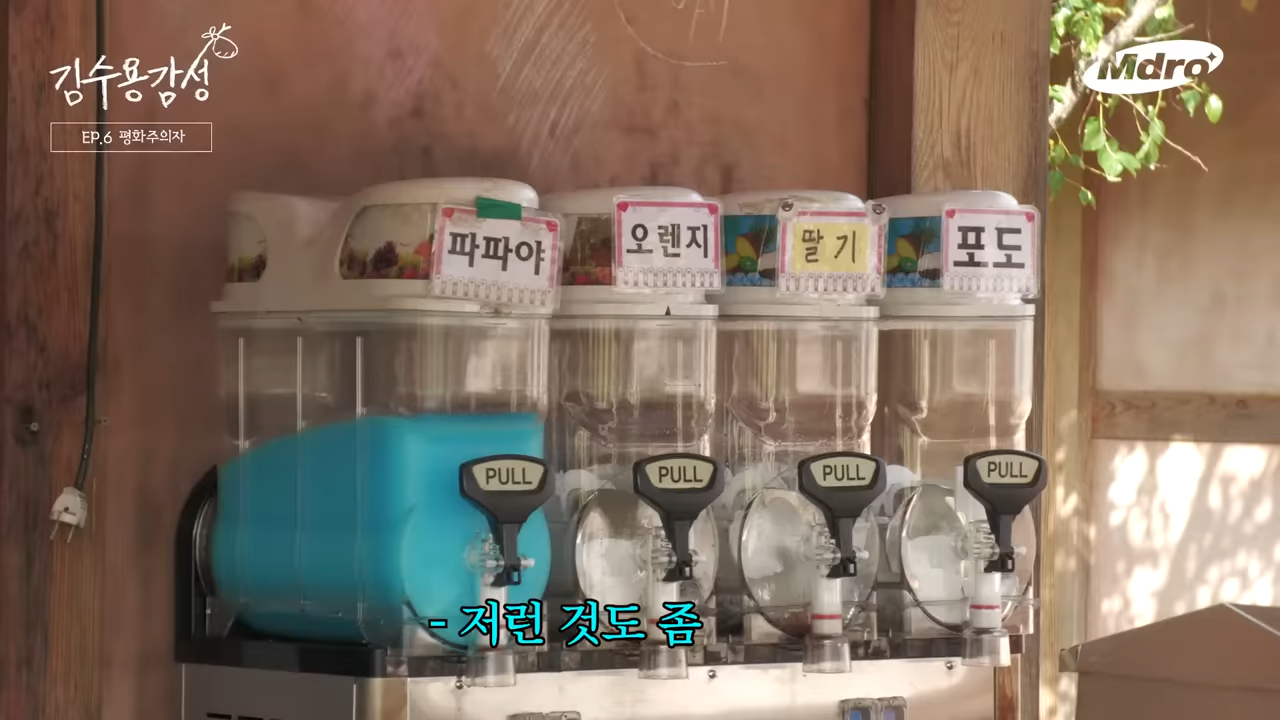 김수용감성
EP.6 평화주의자
Mdro
파파야
오렌지
딸기
포도
PULL
PULL
PULL
PULL
- 저런 것도 좀